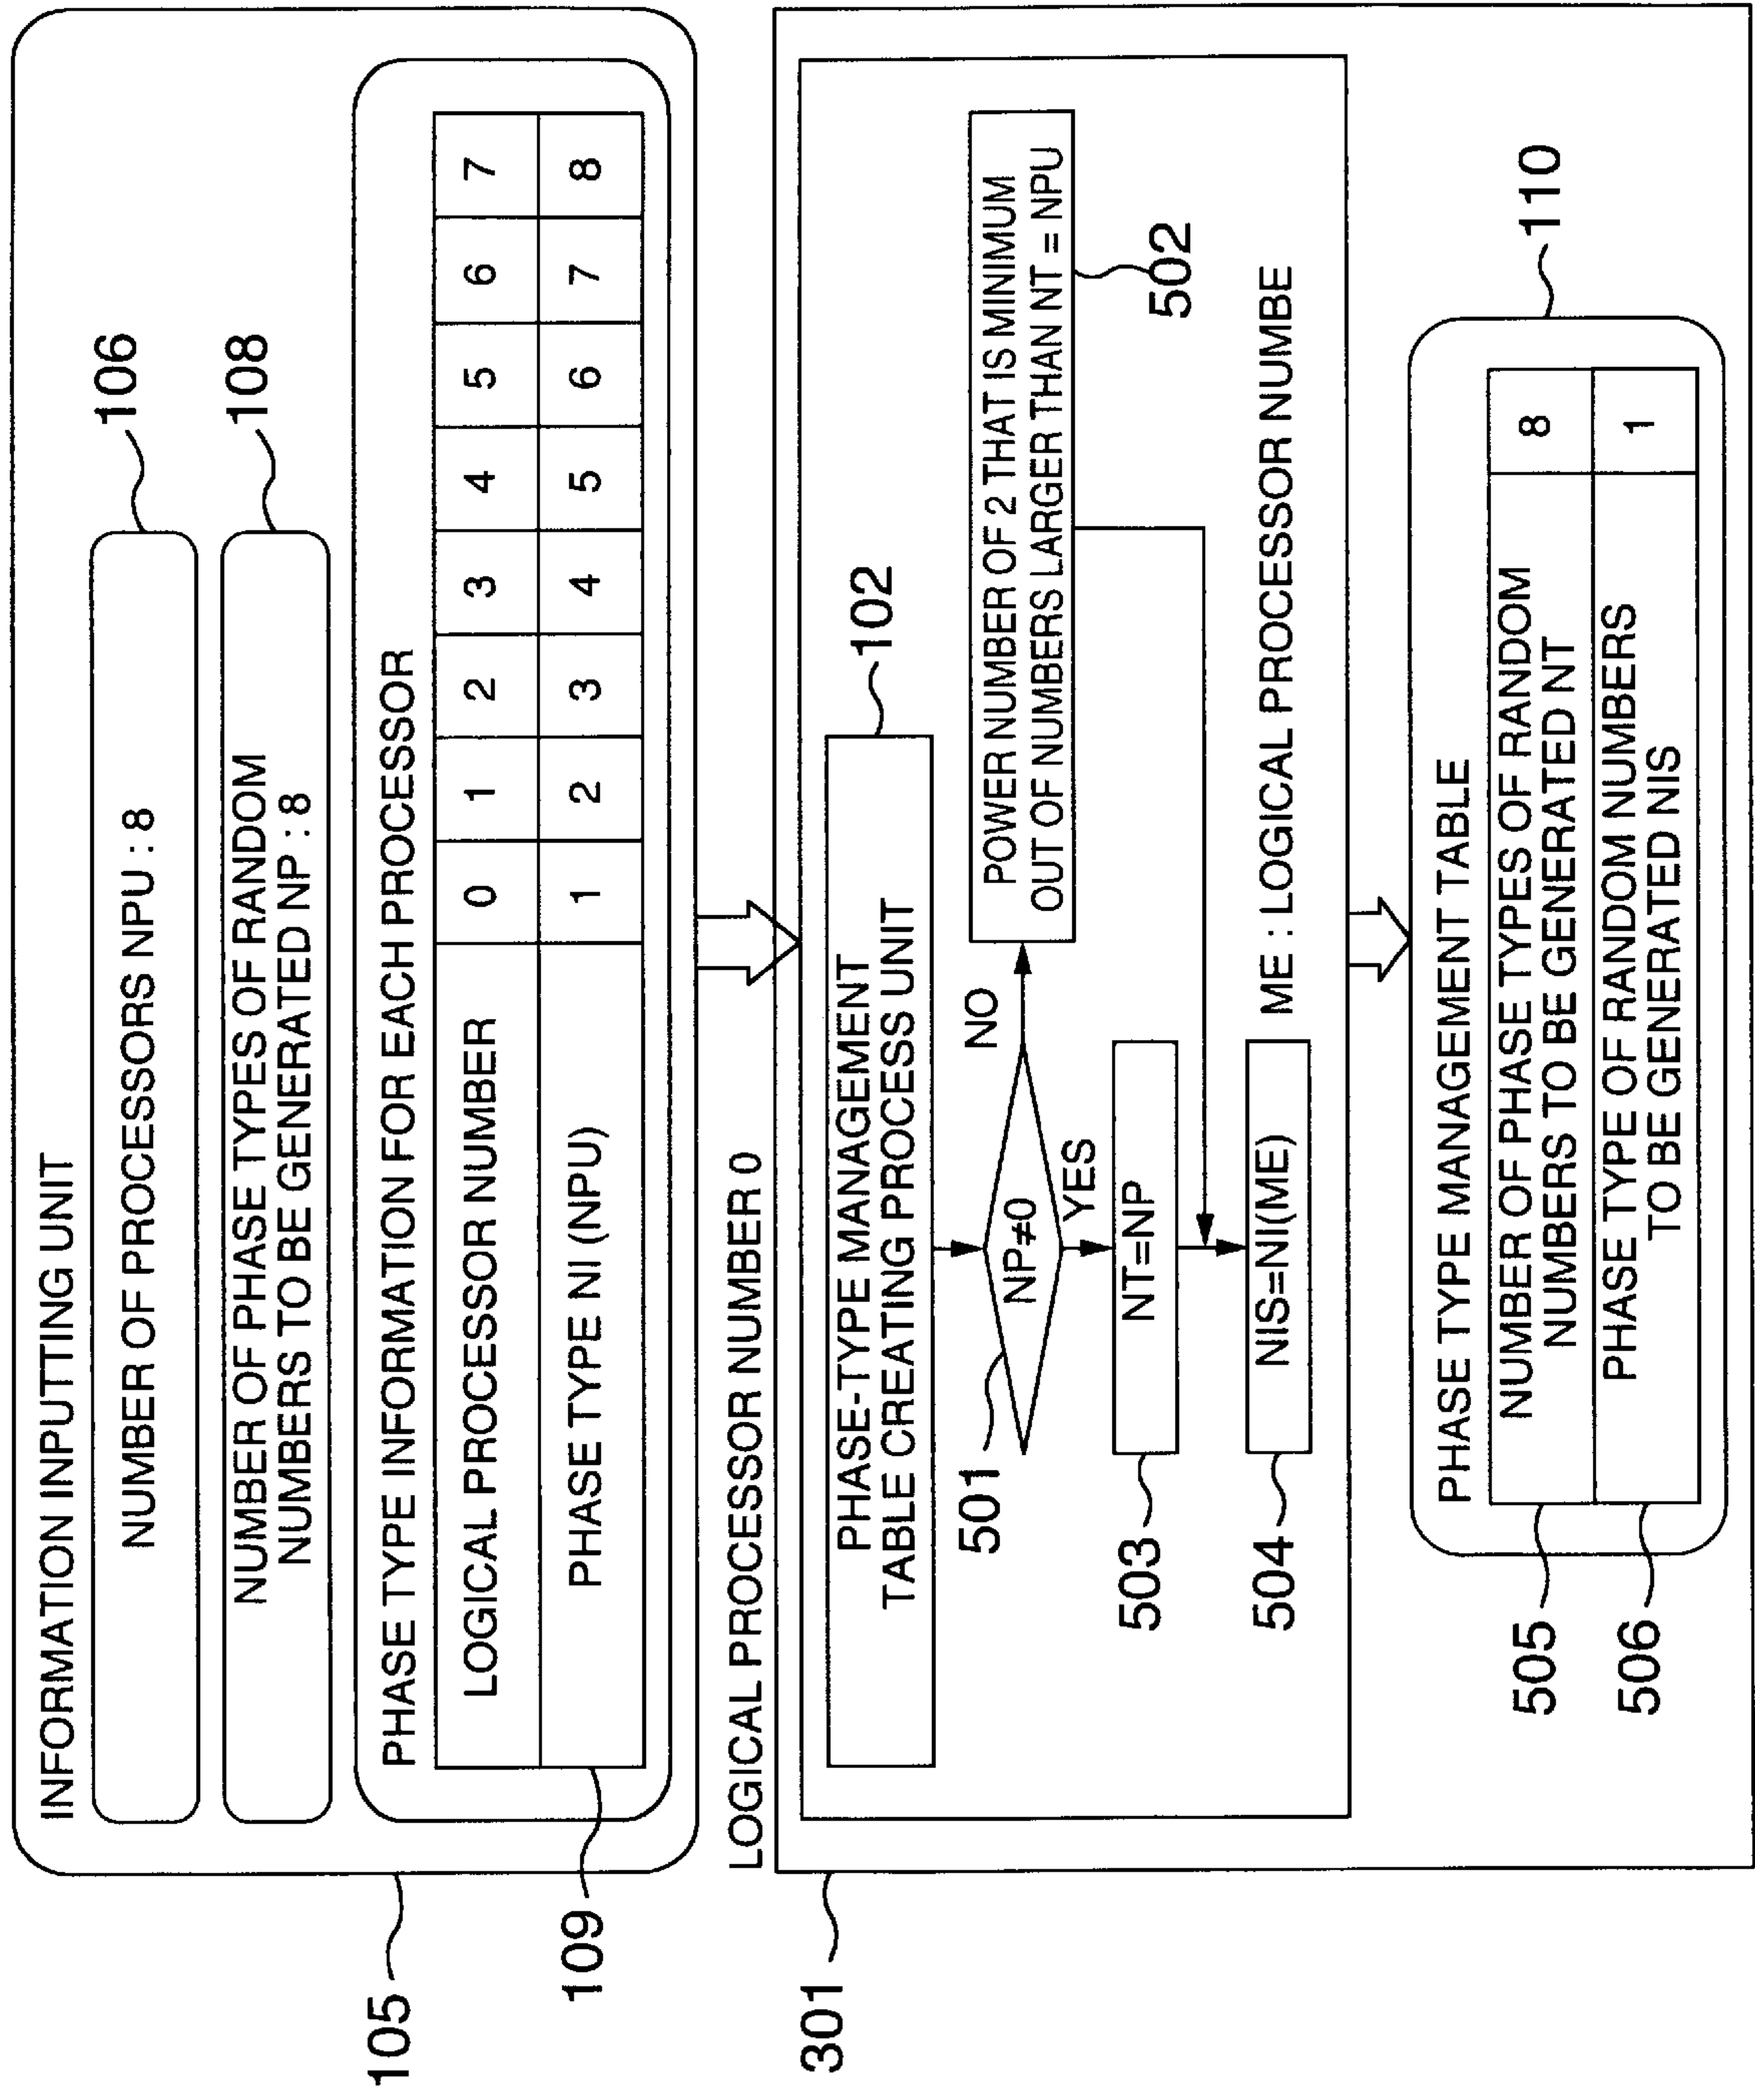 INFORMATION INPUTTING UNIT
106
NUMBER OF PROCESSORS NPU : 8
108
NUMBER OF PHASE TYPES OF RANDOM
NUMBERS TO BE GENERATED NP : 8
PHASE TYPE INFORMATION FOR EACH PROCESSOR
LOGICAL PROCESSOR NUMBER 0 1 2 3 4 5 6 7
PHASE TYPE NI (NPU) 1 2 3 4 5 6 7 8
105
109
LOGICAL PROCESSOR NUMBER 0
301
102
PHASE-TYPE MANAGEMENT
TABLE CREATING PROCESS UNIT
501
NP≠0
NO
YES
POWER NUMBER OF 2 THAT IS MINIMUM
OUT OF NUMBERS LARGER THAN NT = NPU
502
503
NT=NP
504
NIS=NI(ME)
ME : LOGICAL PROCESSOR NUMBE
110
PHASE TYPE MANAGEMENT TABLE
505
NUMBER OF PHASE TYPES OF RANDOM
NUMBERS TO BE GENERATED NT
8
506
PHASE TYPE OF RANDOM NUMBERS
TO BE GENERATED NIS
1